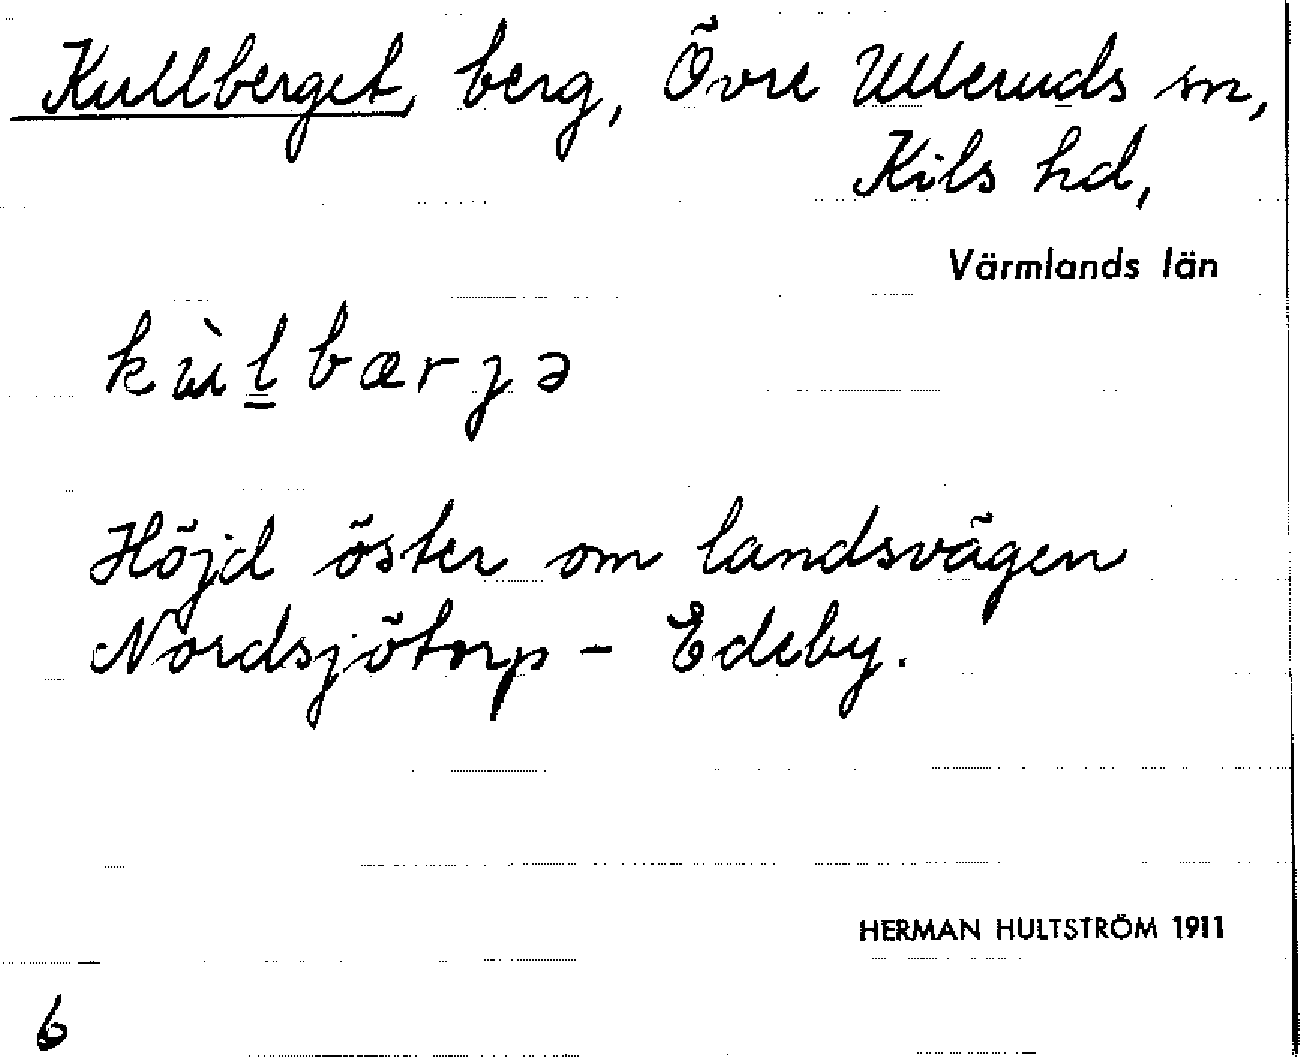 Kullberget, berg, Övre Ulleruds sn,
Kils hd,
Värmlands län
kùl̳bærjə
Höjd öster om landsvägen
Nordsjötorp - Edeby.
HERMAN HULTSTRÖM 1911
6